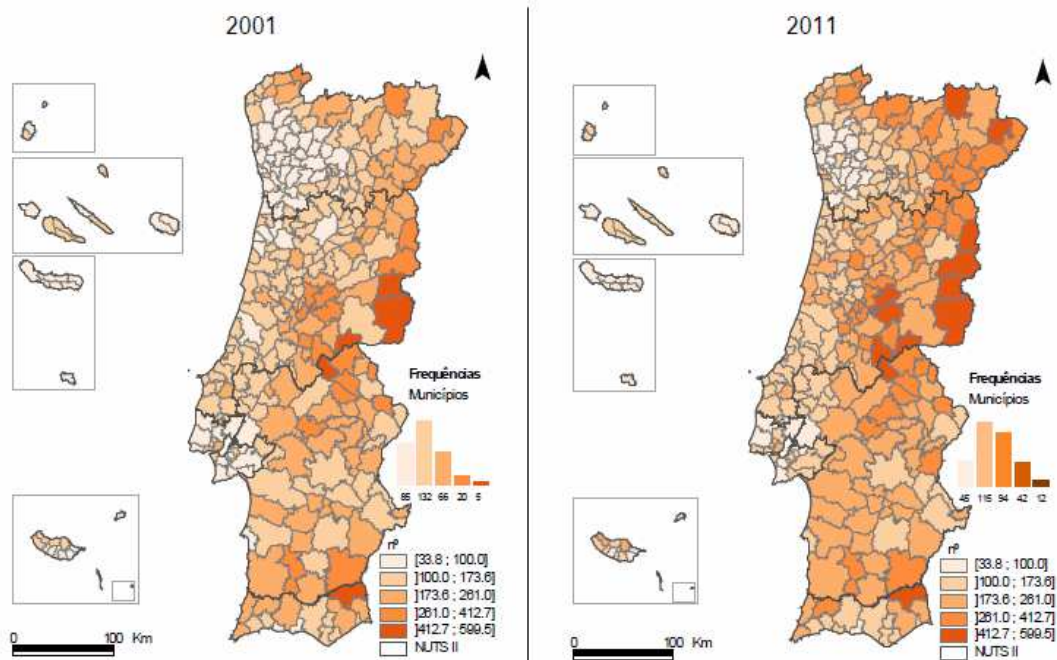 2001
Frequências
Municípios
85 132 66 20 5
nº
[33.8 ; 100.0]
]100.0 ; 173.6]
]173.6 ; 261.0]
]261.0 ; 412.7]
]412.7 ; 599.5]
NUTS II
0 100 Km
2011
Frequências
Municípios
45 115 94 42 12
nº
[33.8 ; 100.0]
]100.0 ; 173.6]
]173.6 ; 261.0]
]261.0 ; 412.7]
]412.7 ; 599.5]
NUTS II
0 100 Km